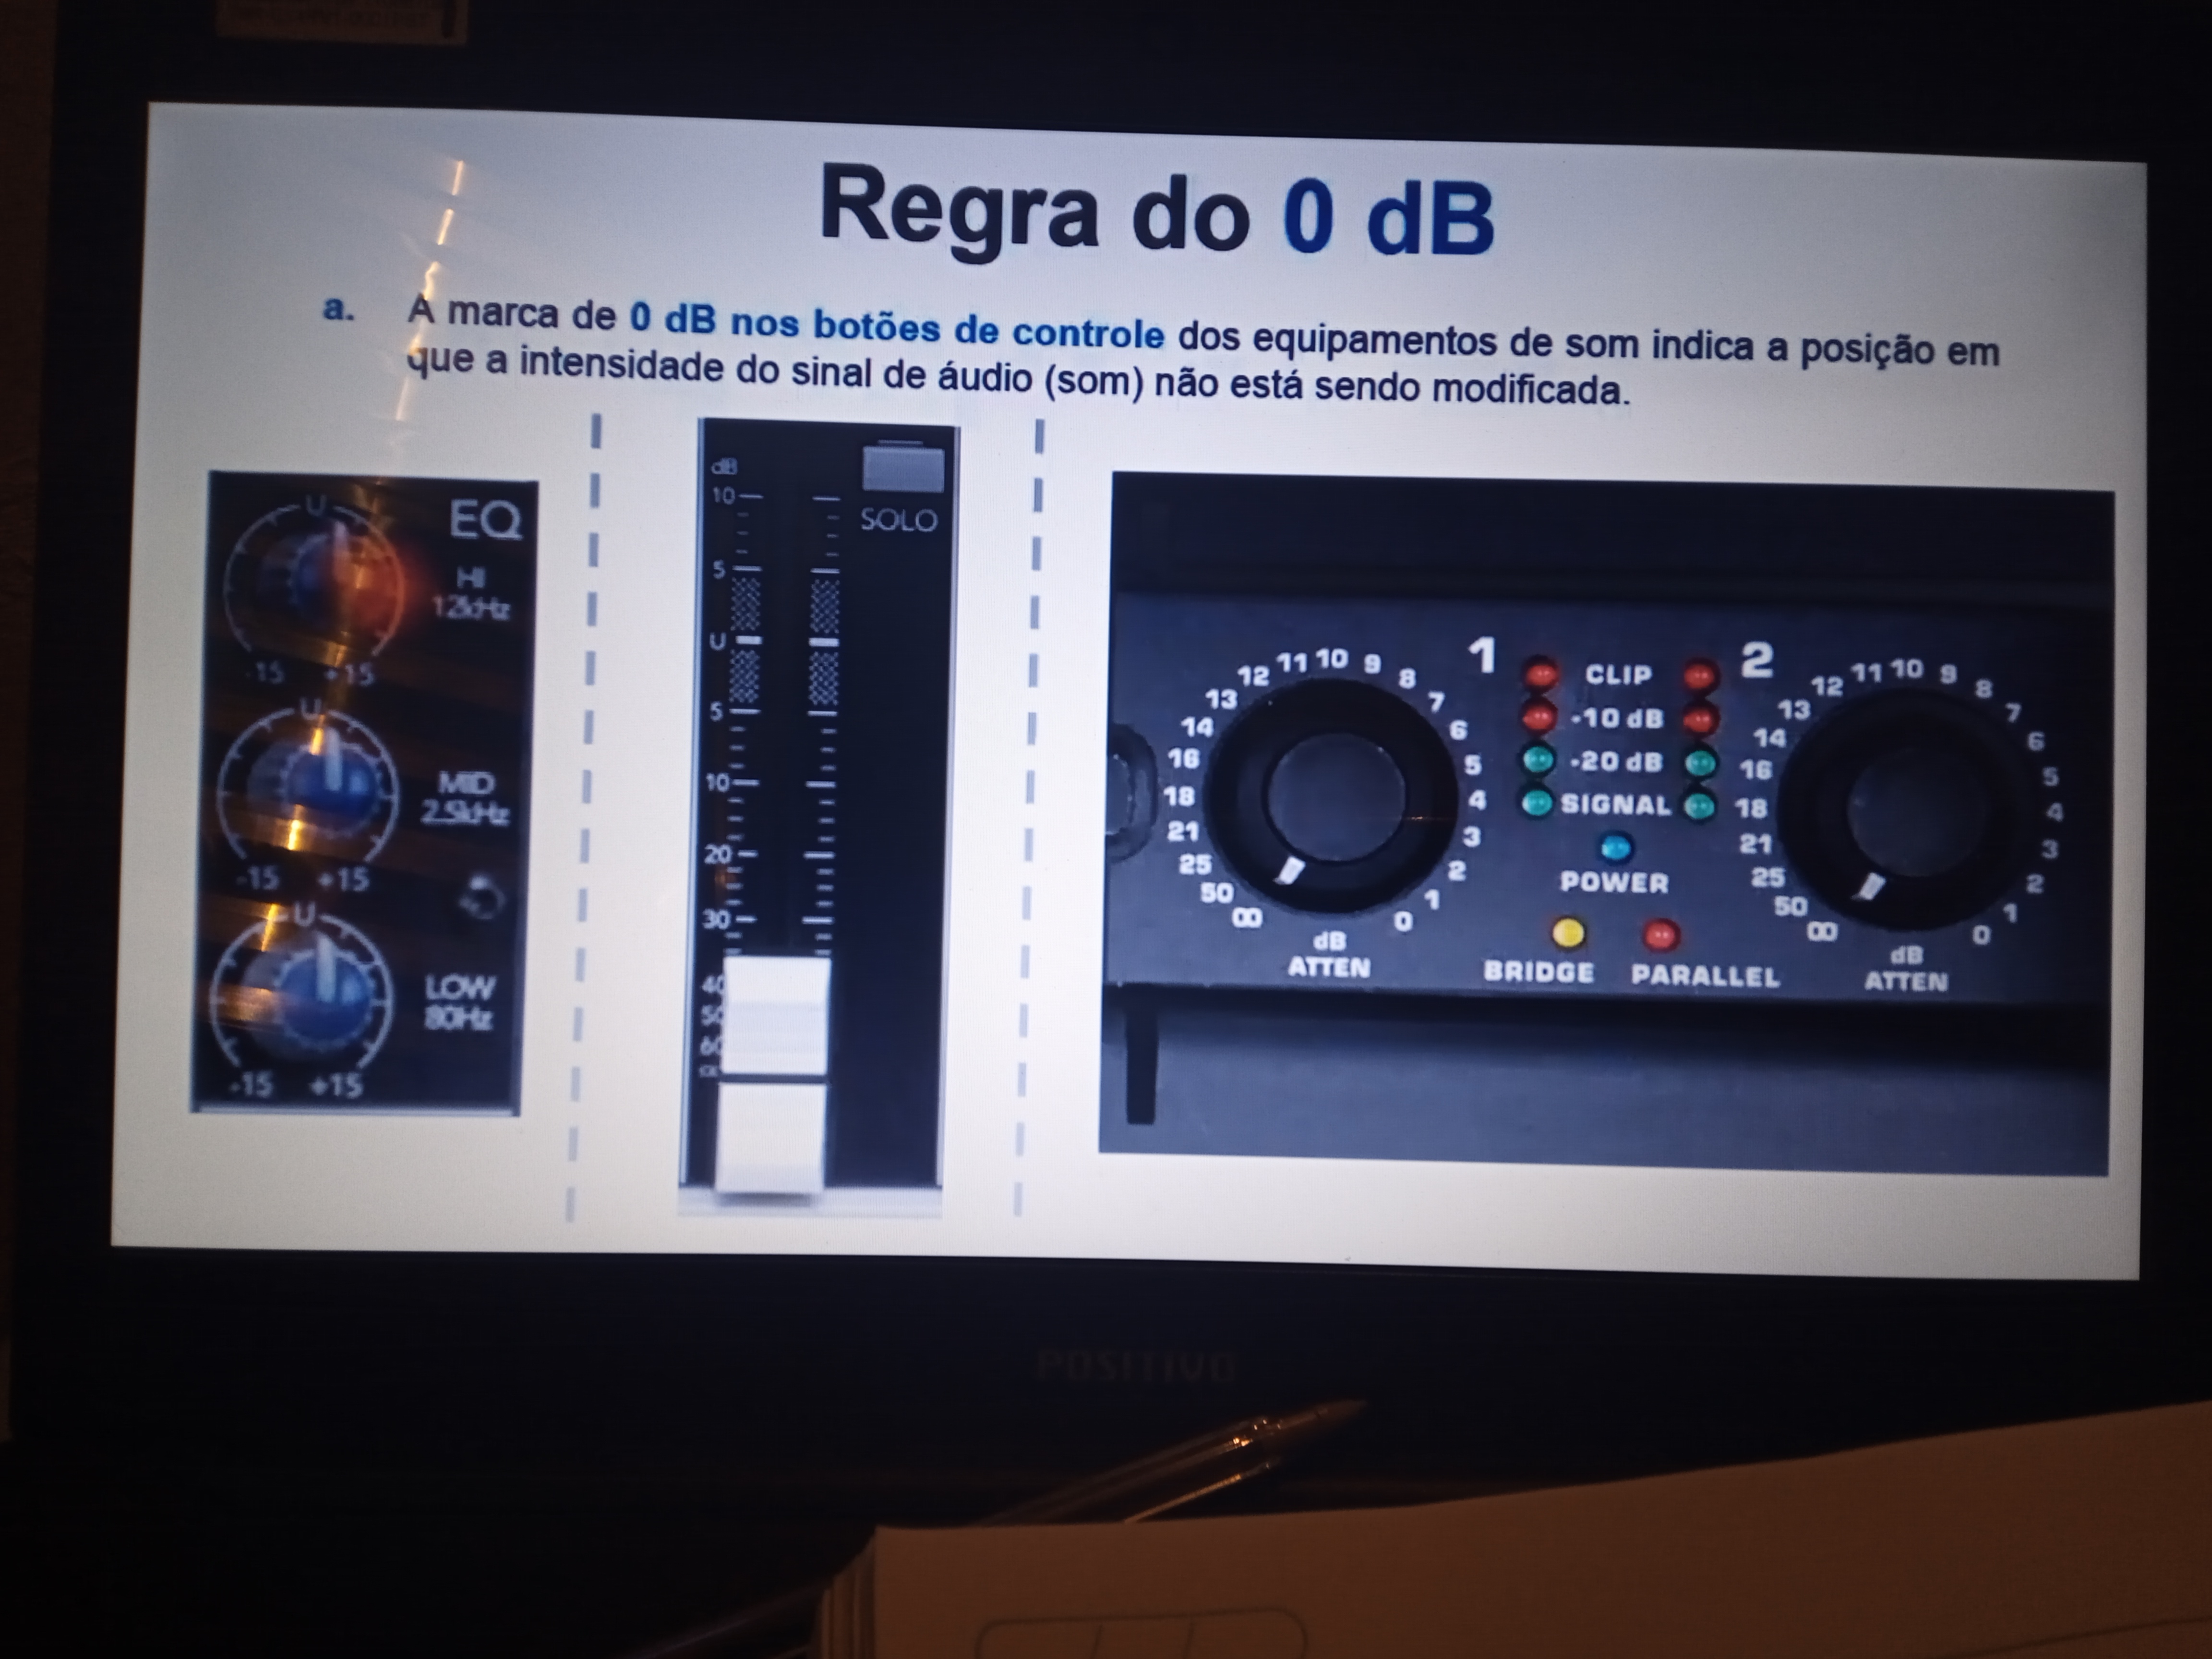 Regra do 0 dB
a. A marca de 0 dB nos botões de controle dos equipamentos de som indica a posição em
que a intensidade do sinal de áudio (som) não está sendo modificada.
EQ
U
HI
12kHz
-15 +15
U
MID
2.5kHz
-15 +15
U
LOW
80Hz
-15 +15
dB
10
SOLO
5
U
5
10
20
30
40
50
60
∞
1
CLIP
2
-10 dB
-20 dB
SIGNAL
POWER
BRIDGE PARALLEL
∞ 50 25 21 18 16 14 13 12 11 10 9 8 7 6 5 4 3 2 1 0
dB
ATTEN
∞ 50 25 21 18 16 14 13 12 11 10 9 8 7 6 5 4 3 2 1 0
dB
ATTEN
POSITIVO